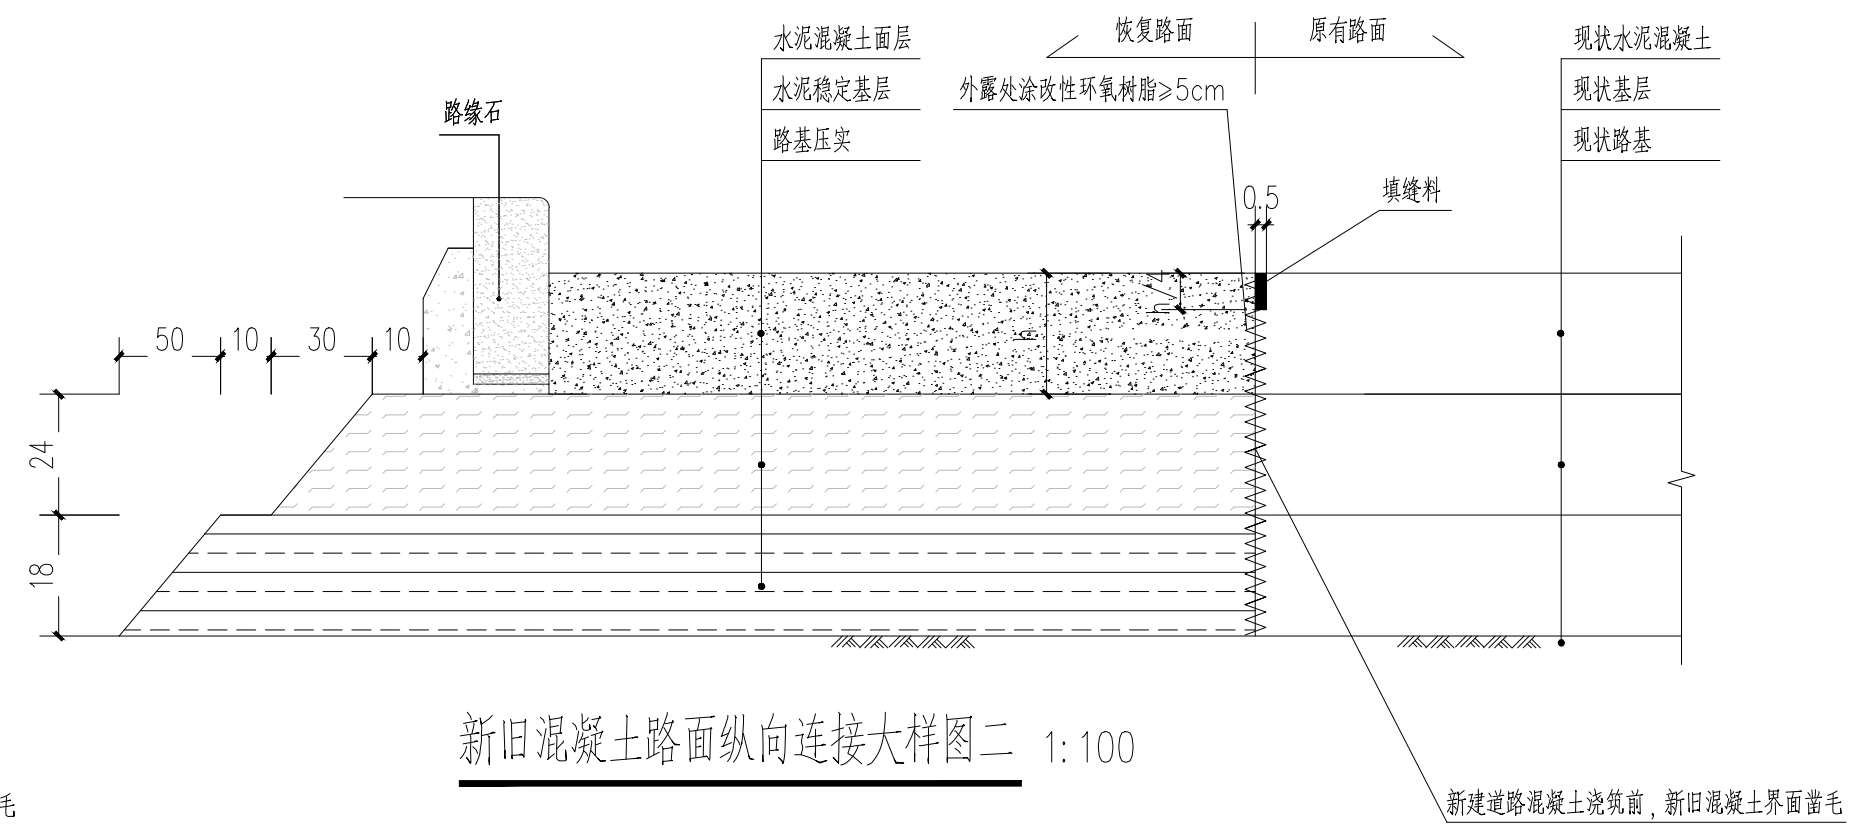 水泥混凝土面层
水泥稳定基层
路基压实
恢复路面
原有路面
外露处涂改性环氧树脂≥5cm
现状水泥混凝土
现状基层
现状路基
路缘石
0.5
填缝料
h/4
h
50 10 30 10
24
18
新旧混凝土路面纵向连接大样图二 1:100
毛
新建道路混凝土浇筑前，新旧混凝土界面凿毛